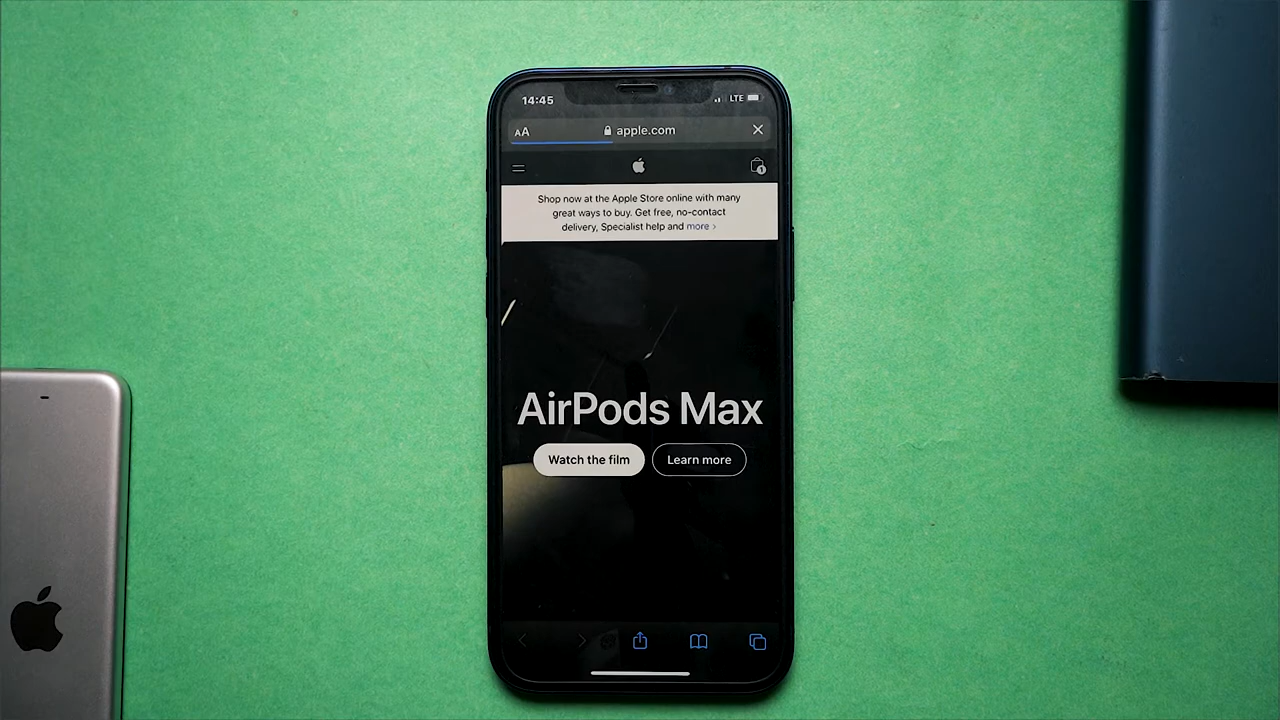 14:45
LTE
AA
apple.com
1
Shop now at the Apple Store online with many
great ways to buy. Get free, no-contact
delivery, Specialist help and more >
AirPods Max
Watch the film
Learn more